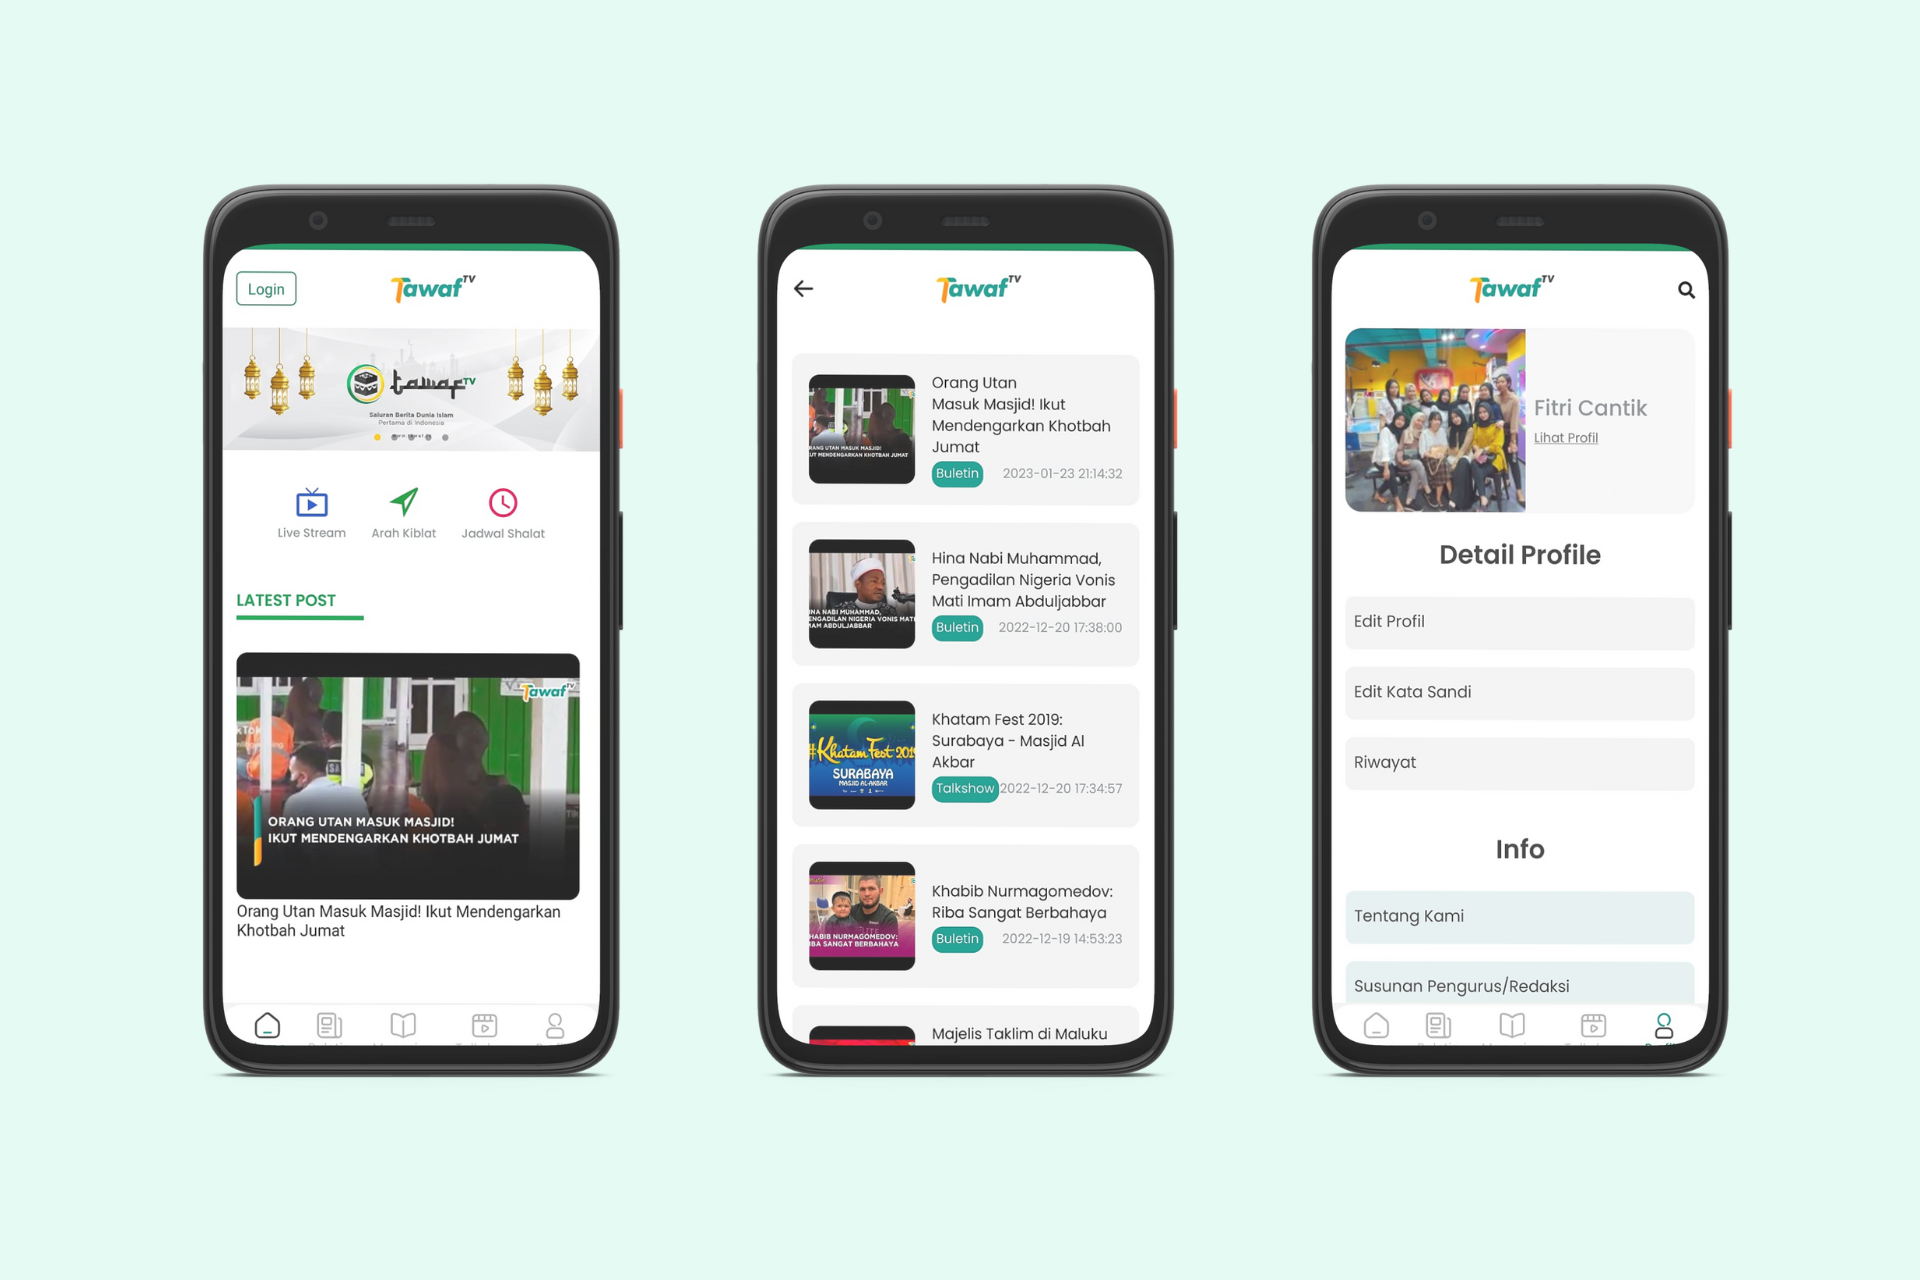 Login
Tawaf TV
tawaf TV
Saluran Berita Dunia Islam
Pertama di Indonesia
Live Stream
Arah Kiblat
Jadwal Shalat
LATEST POST
Tawaf TV
ORANG UTAN MASUK MASJID!
IKUT MENDENGARKAN KHOTBAH JUMAT
Orang Utan Masuk Masjid! Ikut Mendengarkan
Khotbah Jumat
Tawaf TV
Orang Utan
Masuk Masjid! Ikut
Mendengarkan Khotbah
Jumat
Buletin
2023-01-23 21:14:32
ORANG UTAN MASUK MASJID!
IKUT MENDENGARKAN KHOTBAH JUMAT
Hina Nabi Muhammad,
Pengadilan Nigeria Vonis
Mati Imam Abduljabbar
Buletin
2022-12-20 17:38:00
INA NABI MUHAMMAD,
ENGADILAN NIGERIA VONIS MATI
MAM ABDULJABBAR
Khatam Fest 2019:
Surabaya - Masjid Al
Akbar
Talkshow
2022-12-20 17:34:57
#Khatam Fest 2019
SURABAYA
MASJID AL-AKBAR
Khabib Nurmagomedov:
Riba Sangat Berbahaya
Buletin
2022-12-19 14:53:23
HABIB NURMAGOMEDOV:
IBA SANGAT BERBAHAYA
Majelis Taklim di Maluku
Tawaf TV
Fitri Cantik
Lihat Profil
Detail Profile
Edit Profil
Edit Kata Sandi
Riwayat
Info
Tentang Kami
Susunan Pengurus/Redaksi